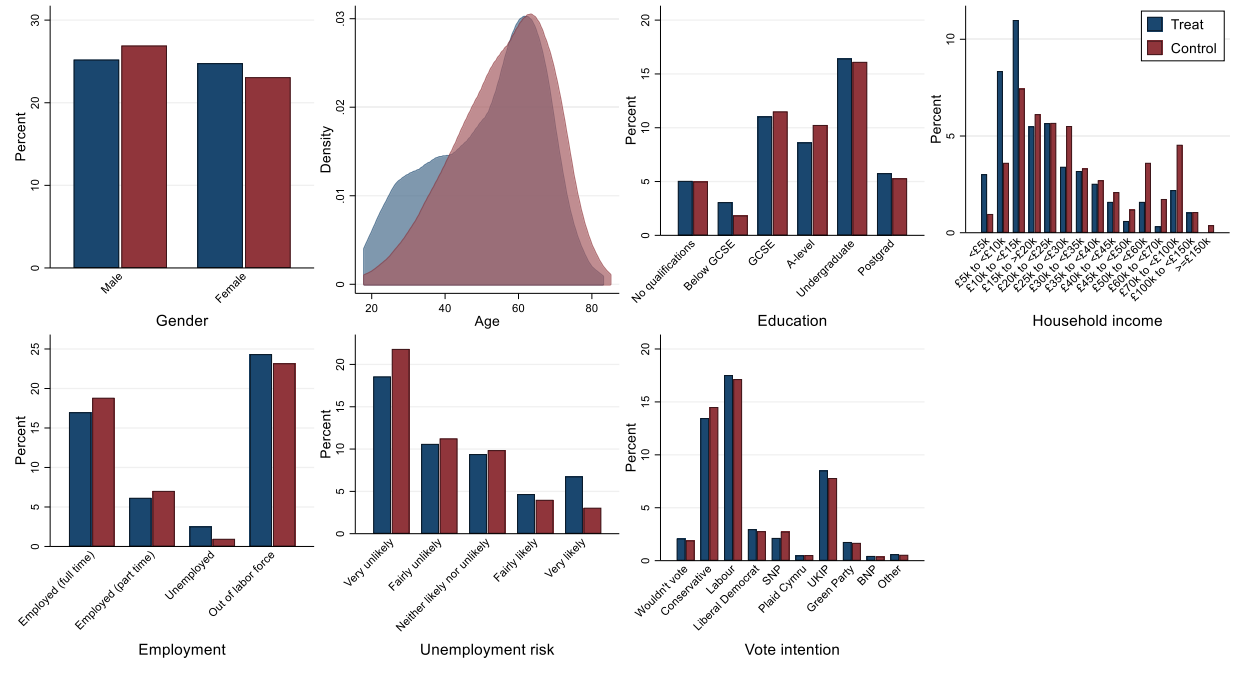 Percent
0
10
20
30
Male
Female
Gender
Density
0
.01
.02
.03
20
40
60
80
Age
Percent
0
5
10
15
20
No qualifications
Below GCSE
GCSE
A-level
Undergraduate
Postgrad
Education
Percent
0
5
10
Treat
Control
<£5k
£5k to <£10k
£10k to <£15k
£15k to >£20k
£20k to <£25k
£25k to <£30k
£30k to <£35k
£35k to <£40k
£40k to <£45k
£45k to <£50k
£50k to <£60k
£60k to <£70k
£70k to <£100k
£100k to <£150k
>=£150k
Household income
Percent
0
5
10
15
20
25
Employed (full time)
Employed (part time)
Unemployed
Out of labor force
Employment
Percent
0
5
10
15
20
Very unlikely
Fairly unlikely
Neither likely nor unlikely
Fairly likely
Very likely
Unemployment risk
Percent
0
5
10
15
20
Wouldn't vote
Conservative
Labour
Liberal Democrat
SNP
Plaid Cymru
UKIP
Green Party
BNP
Other
Vote intention